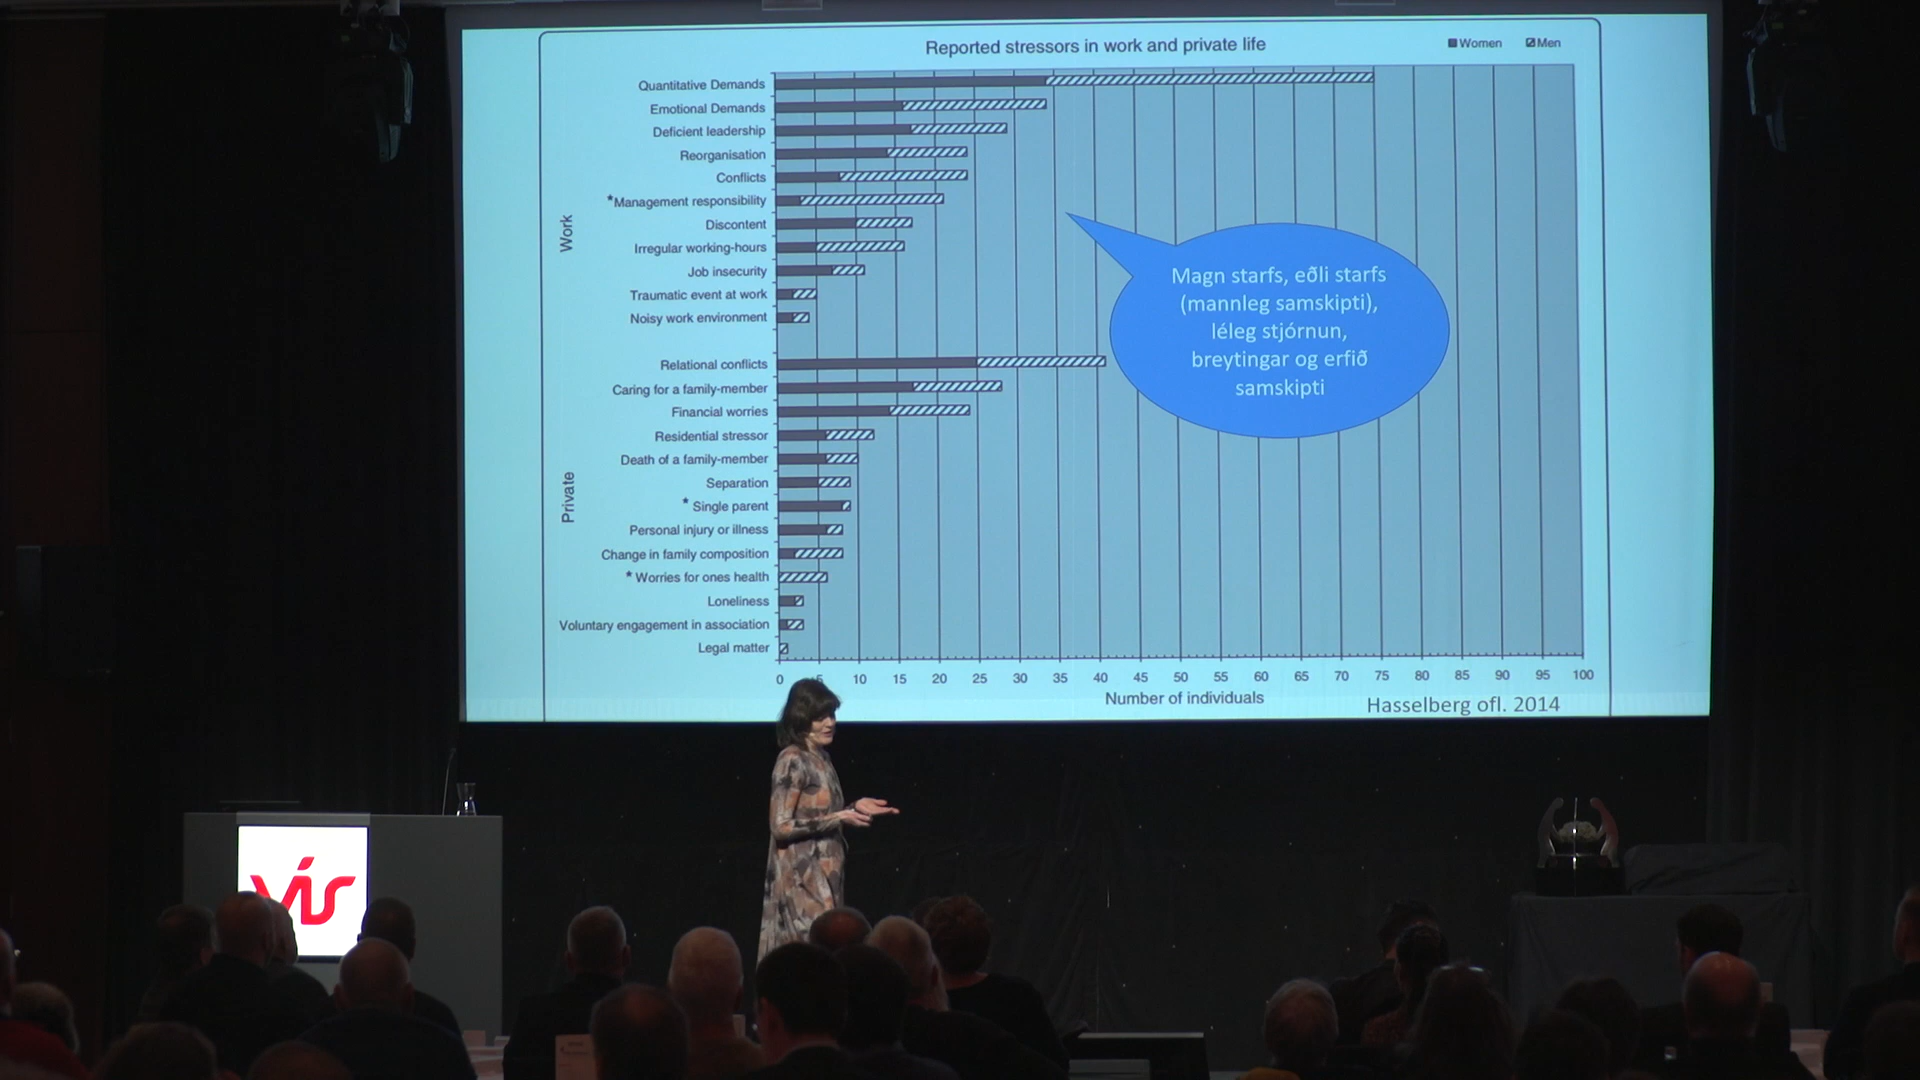 Reported stressors in work and private life
Women
Men
Work
Quantitative Demands
Emotional Demands
Deficient leadership
Reorganisation
Conflicts
*Management responsibility
Discontent
Irregular working-hours
Job insecurity
Traumatic event at work
Noisy work environment
Private
Relational conflicts
Caring for a family-member
Financial worries
Residential stressor
Death of a family-member
Separation
* Single parent
Personal injury or illness
Change in family composition
* Worries for ones health
Loneliness
Voluntary engagement in association
Legal matter
0 5 10 15 20 25 30 35 40 45 50 55 60 65 70 75 80 85 90 95 100
Number of individuals
Magn starfs, eðli starfs
(mannleg samskipti),
léleg stjórnun,
breytingar og erfið
samskipti
Hasselberg ofl. 2014
vís